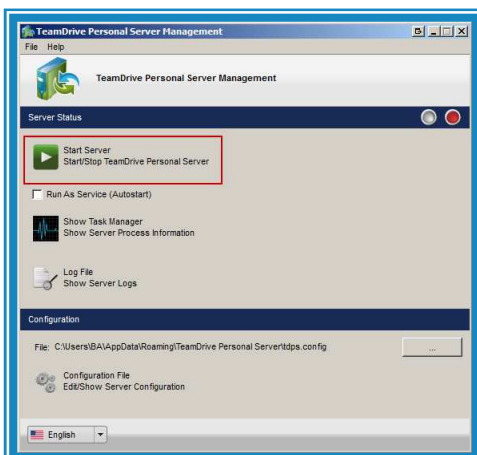 TeamDrive Personal Server Management
File Help
TeamDrive Personal Server Management
Server Status
Start Server
Start/Stop TeamDrive Personal Server
Run As Service (Autostart)
Show Task Manager
Show Server Process Information
Log File
Show Server Logs
Configuration
File: C:\Users\BA\AppData\Roaming\TeamDrive Personal Server\tdps.config
...
Configuration File
Edit/Show Server Configuration
English